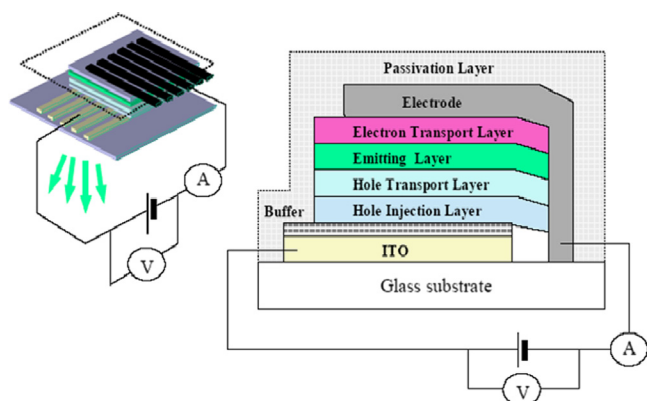 A
V
Passivation Layer
Electrode
Electron Transport Layer
Emitting Layer
Hole Transport Layer
Buffer
Hole Injection Layer
ITO
Glass substrate
A
V